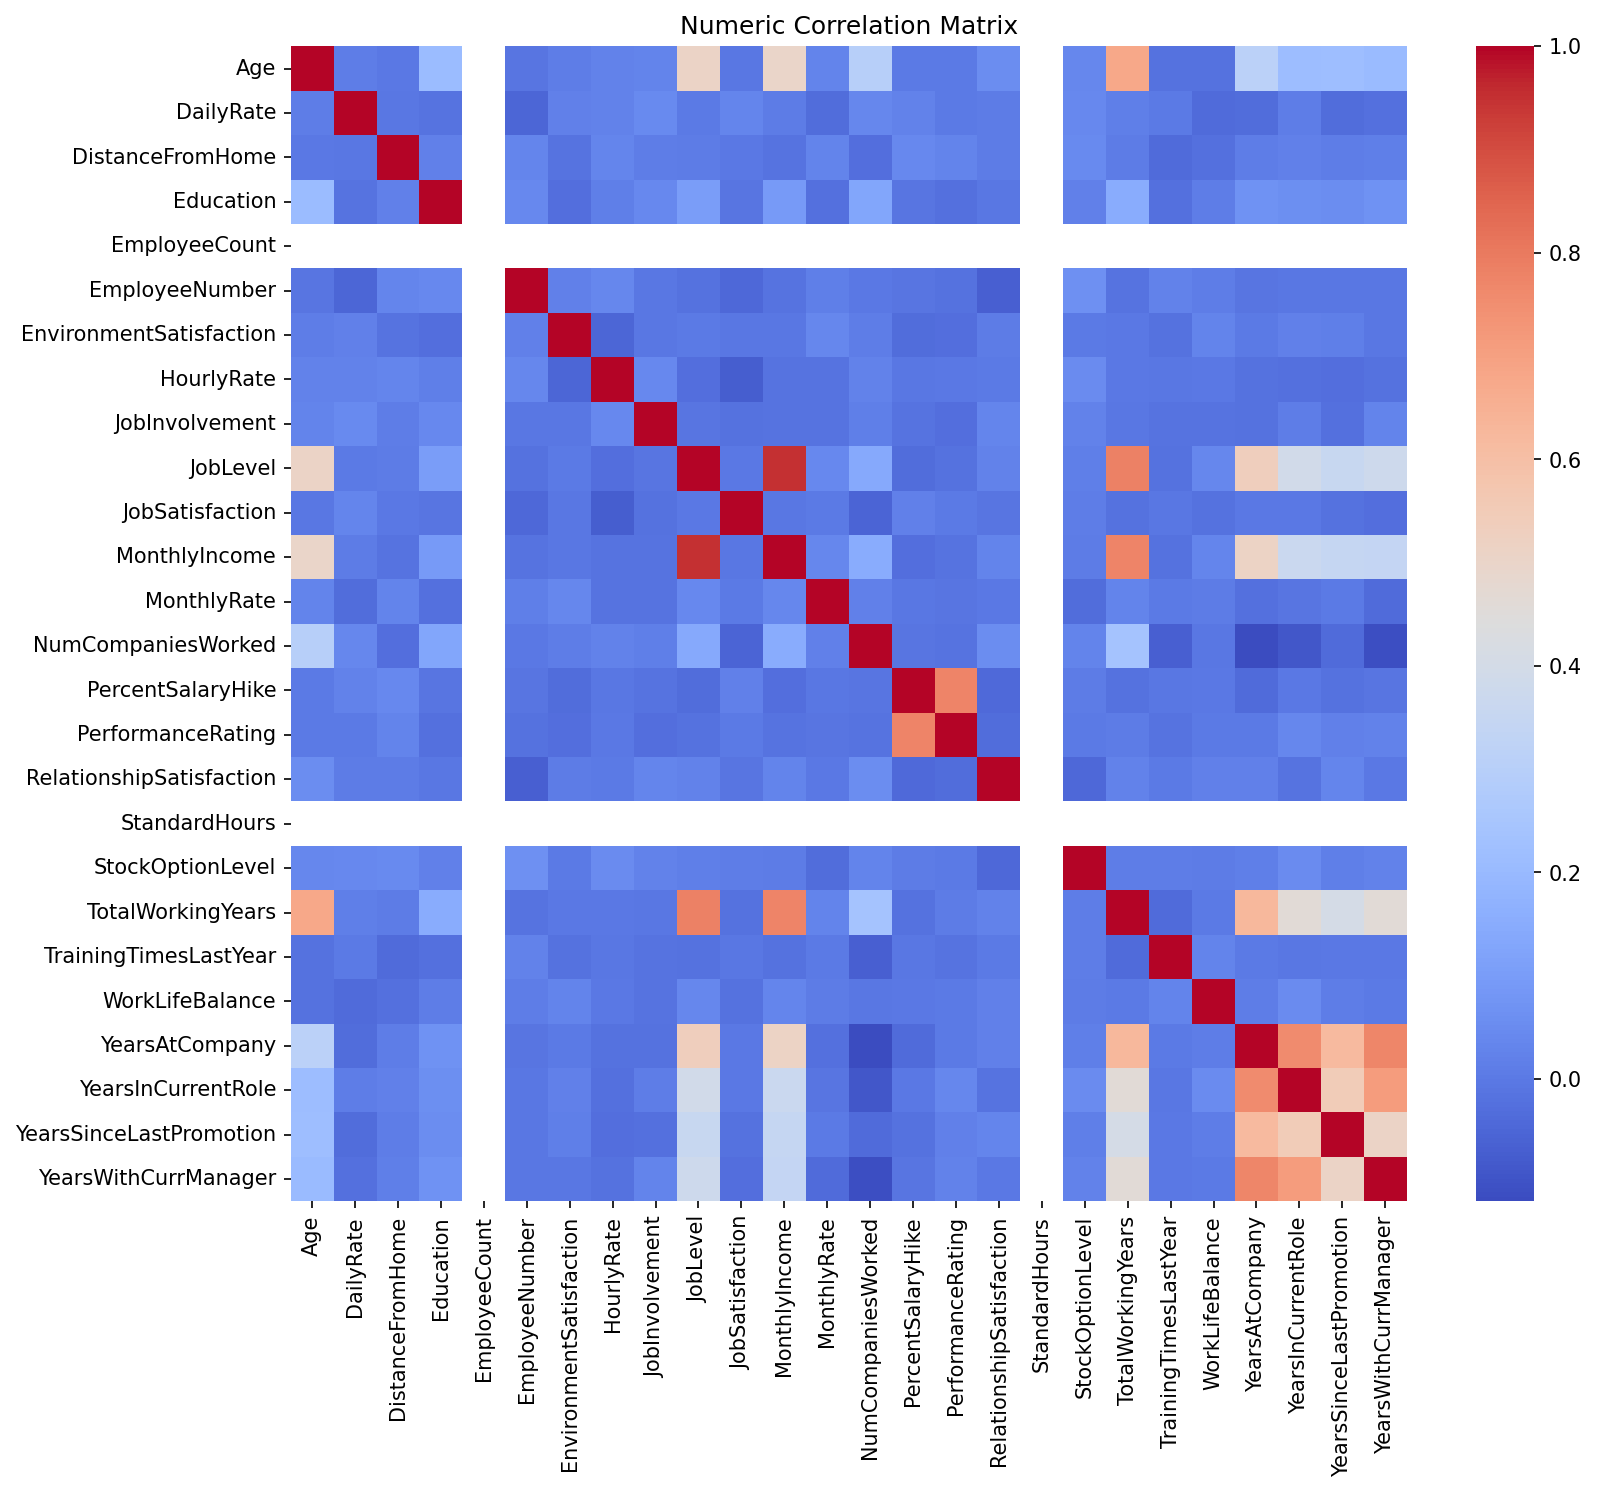 Numeric Correlation Matrix
Age
DailyRate
DistanceFromHome
Education
EmployeeCount
EmployeeNumber
EnvironmentSatisfaction
HourlyRate
JobInvolvement
JobLevel
JobSatisfaction
MonthlyIncome
MonthlyRate
NumCompaniesWorked
PercentSalaryHike
PerformanceRating
RelationshipSatisfaction
StandardHours
StockOptionLevel
TotalWorkingYears
TrainingTimesLastYear
WorkLifeBalance
YearsAtCompany
YearsInCurrentRole
YearsSinceLastPromotion
YearsWithCurrManager
Age
DailyRate
DistanceFromHome
Education
EmployeeCount
EmployeeNumber
EnvironmentSatisfaction
HourlyRate
JobInvolvement
JobLevel
JobSatisfaction
MonthlyIncome
MonthlyRate
NumCompaniesWorked
PercentSalaryHike
PerformanceRating
RelationshipSatisfaction
StandardHours
StockOptionLevel
TotalWorkingYears
TrainingTimesLastYear
WorkLifeBalance
YearsAtCompany
YearsInCurrentRole
YearsSinceLastPromotion
YearsWithCurrManager
1.0
0.8
0.6
0.4
0.2
0.0